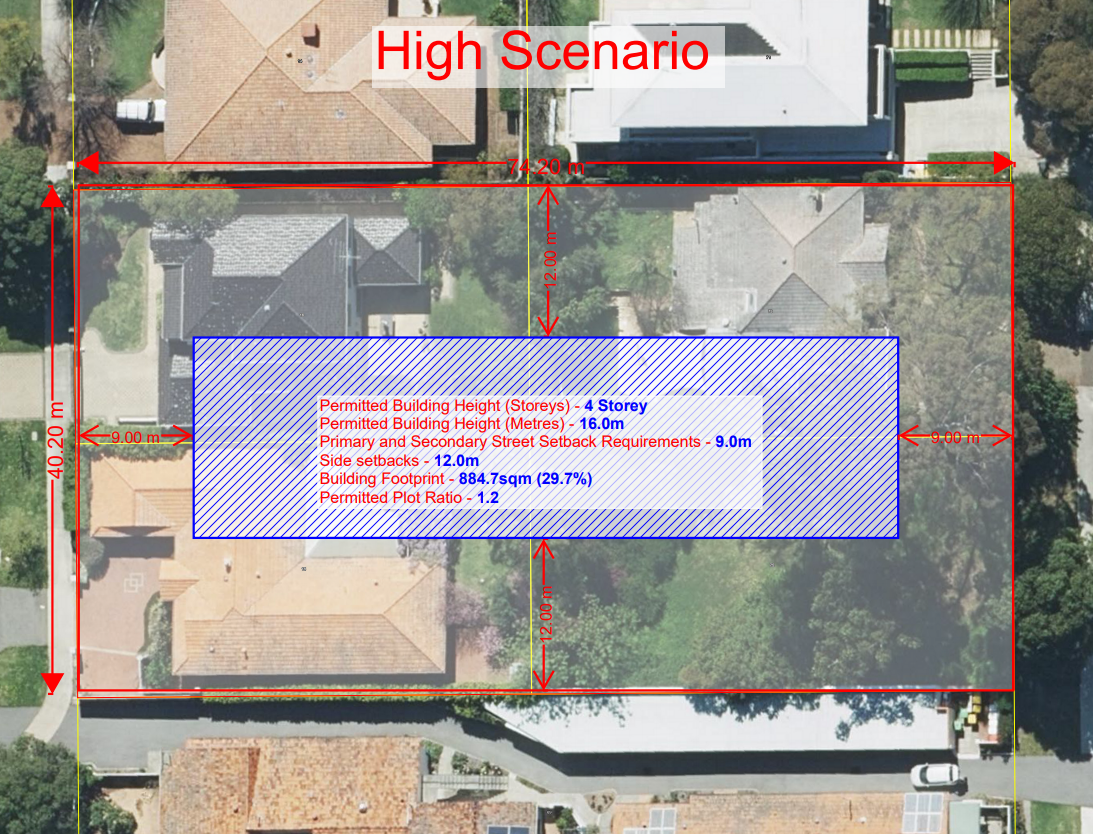 High Scenario
74.20 m
12.00 m
40.20 m
9.00 m
9.00 m
Permitted Building Height (Storeys) - 4 Storey
Permitted Building Height (Metres) - 16.0m
Primary and Secondary Street Setback Requirements - 9.0m
Side setbacks - 12.0m
Building Footprint - 884.7sqm (29.7%)
Permitted Plot Ratio - 1.2
12.00 m